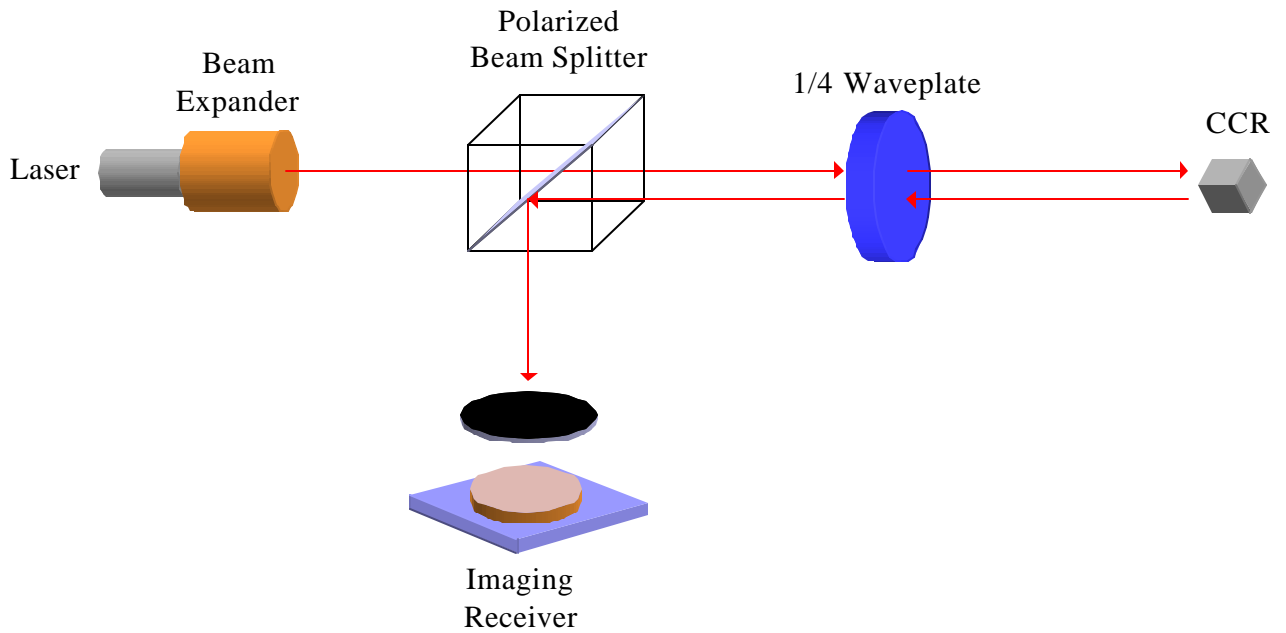 Polarized
Beam Splitter
Beam
Expander
1/4 Waveplate
CCR
Laser
Imaging
Receiver